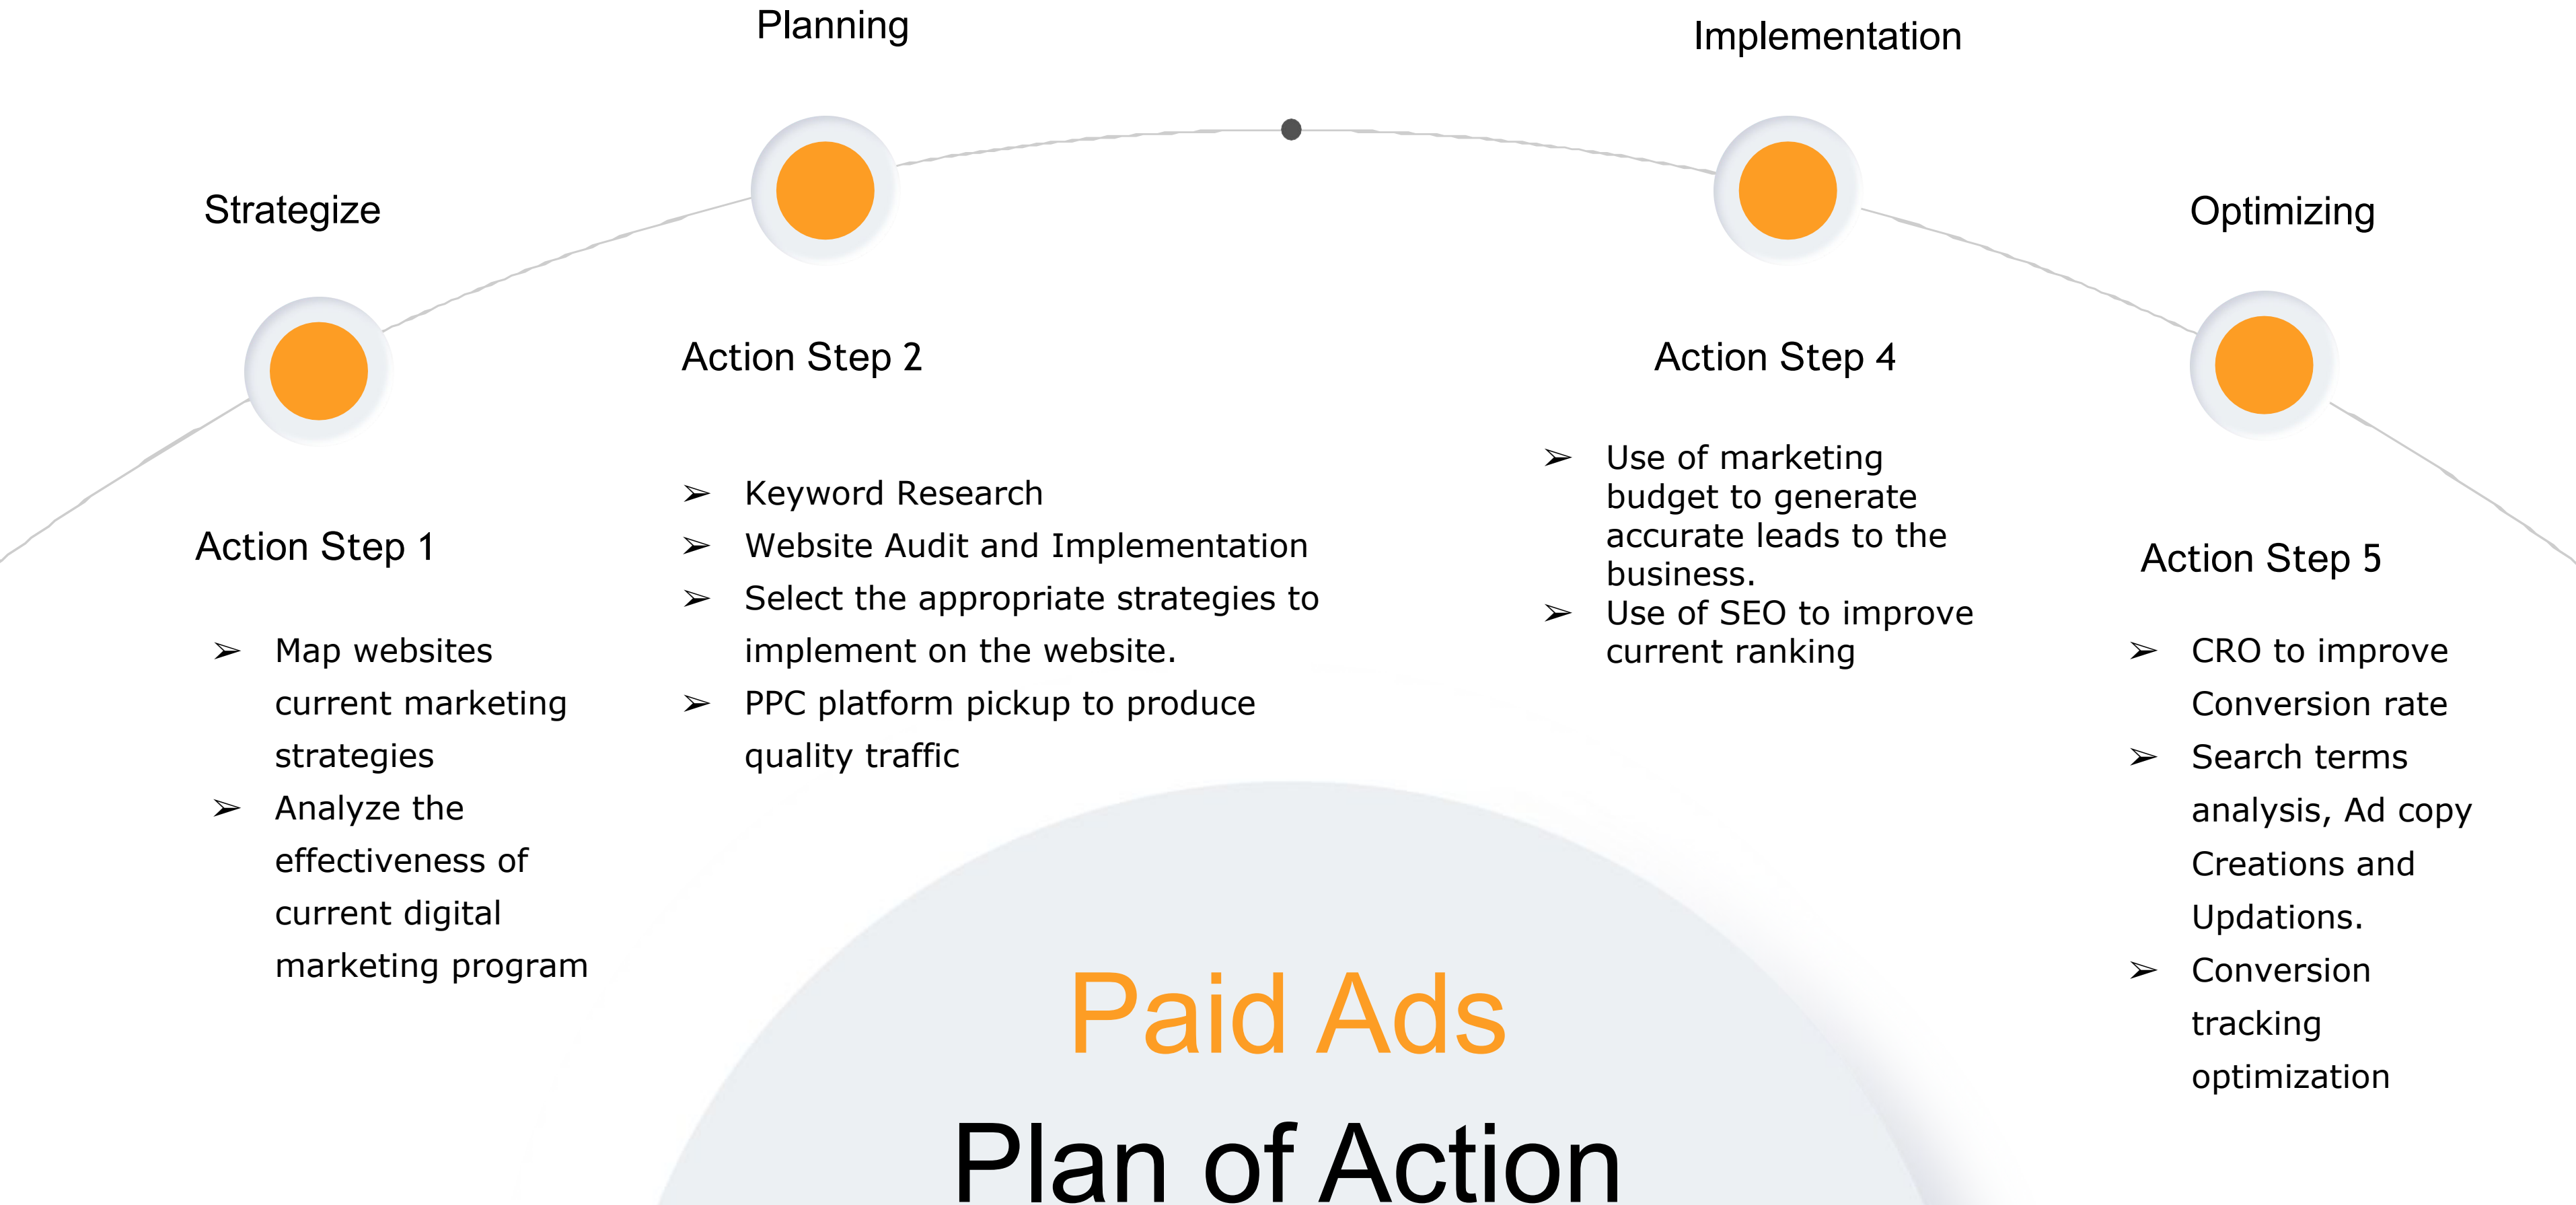 Strategize
Action Step 1
➢ Map websites
current marketing
strategies
➢ Analyze the
effectiveness of
current digital
marketing program
Planning
Action Step 2
➢ Keyword Research
➢ Website Audit and Implementation
➢ Select the appropriate strategies to
implement on the website.
➢ PPC platform pickup to produce
quality traffic
Implementation
Action Step 4
➢ Use of marketing
budget to generate
accurate leads to the
business.
➢ Use of SEO to improve
current ranking
Optimizing
Action Step 5
➢ CRO to improve
Conversion rate
➢ Search terms
analysis, Ad copy
Creations and
Updations.
➢ Conversion
tracking
optimization
Paid Ads
Plan of Action